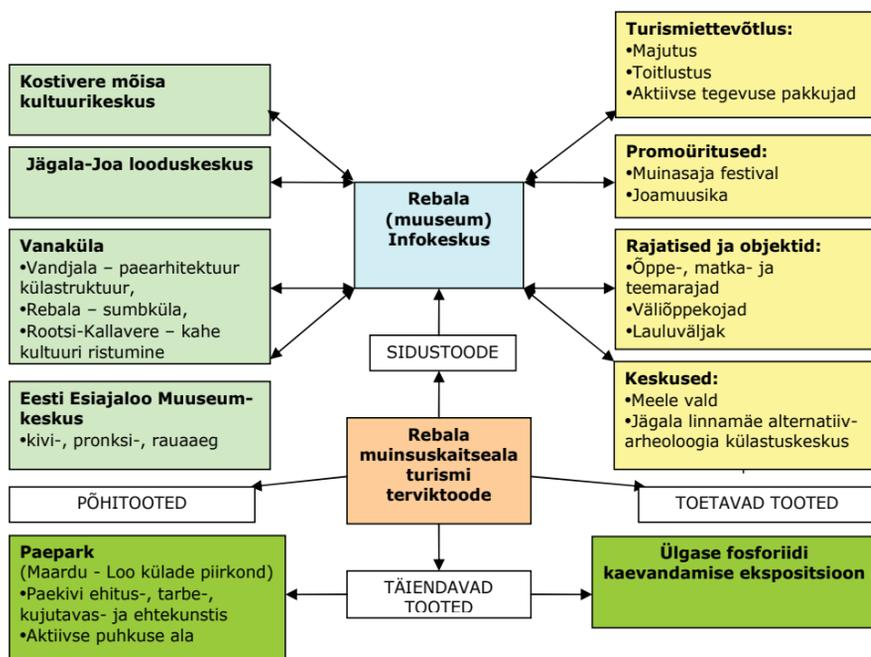 Kostivere mõisa
kultuurikeskus
Jägala-Joa looduskeskus
Vanaküla
•Vandjala – paearhitektuur
külastruktuur,
•Rebala – sumbküla,
•Rootsi-Kallavere – kahe
kultuuri ristumine
Eesti Esiajaloo Muuseum-
keskus
•kivi-, pronksi-, rauaaeg
PÕHITOOTED
Paepark
(Maardu - Loo külade piirkond)
•Paekivi ehitus-, tarbe-,
kujutavas- ja ehtekunstis
•Aktiivse puhkuse ala
Rebala
(muuseum)
Infokeskus
SIDUSTOODE
Rebala
muinsuskaitseala
turismi
terviktoode
TÄIENDAVAD
TOOTED
Turismiettevõtlus:
•Majutus
•Toitlustus
•Aktiivse tegevuse pakkujad
Promoüritused:
•Muinasaja festival
•Joamuusika
Rajatised ja objektid:
•Õppe-, matka- ja
teemarajad
•Väliõppekojad
•Lauluväljak
Keskused:
•Meele vald
•Jägala linnamäe alternatiiv-
arheoloogia külastuskeskus
TOETAVAD TOOTED
Ülgase fosforiidi
kaevandamise ekspositsioon